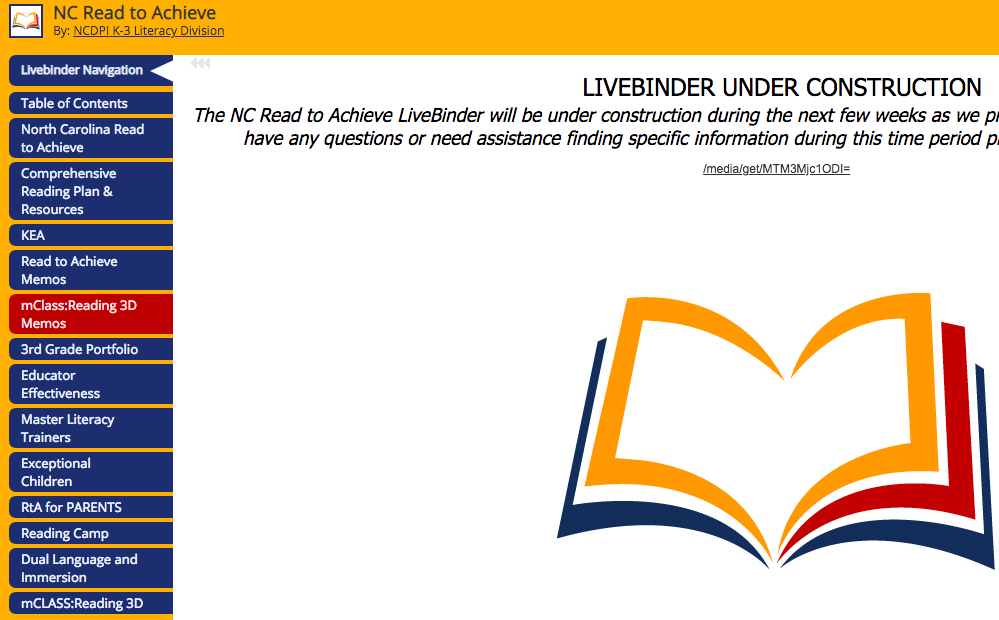 NC Read to Achieve
By: NCDPI K-3 Literacy Division
Livebinder Navigation
Table of Contents
North Carolina Read
to Achieve
Comprehensive
Reading Plan &
Resources
KEA
Read to Achieve
Memos
mClass:Reading 3D
Memos
3rd Grade Portfolio
Educator
Effectiveness
Master Literacy
Trainers
Exceptional
Children
RtA for PARENTS
Reading Camp
Dual Language and
Immersion
mCLASS:Reading 3D
LIVEBINDER UNDER CONSTRUCTION
The NC Read to Achieve LiveBinder will be under construction during the next few weeks as we
have any questions or need assistance finding specific information during this time period
/media/get/MTM3Mjc1ODI=